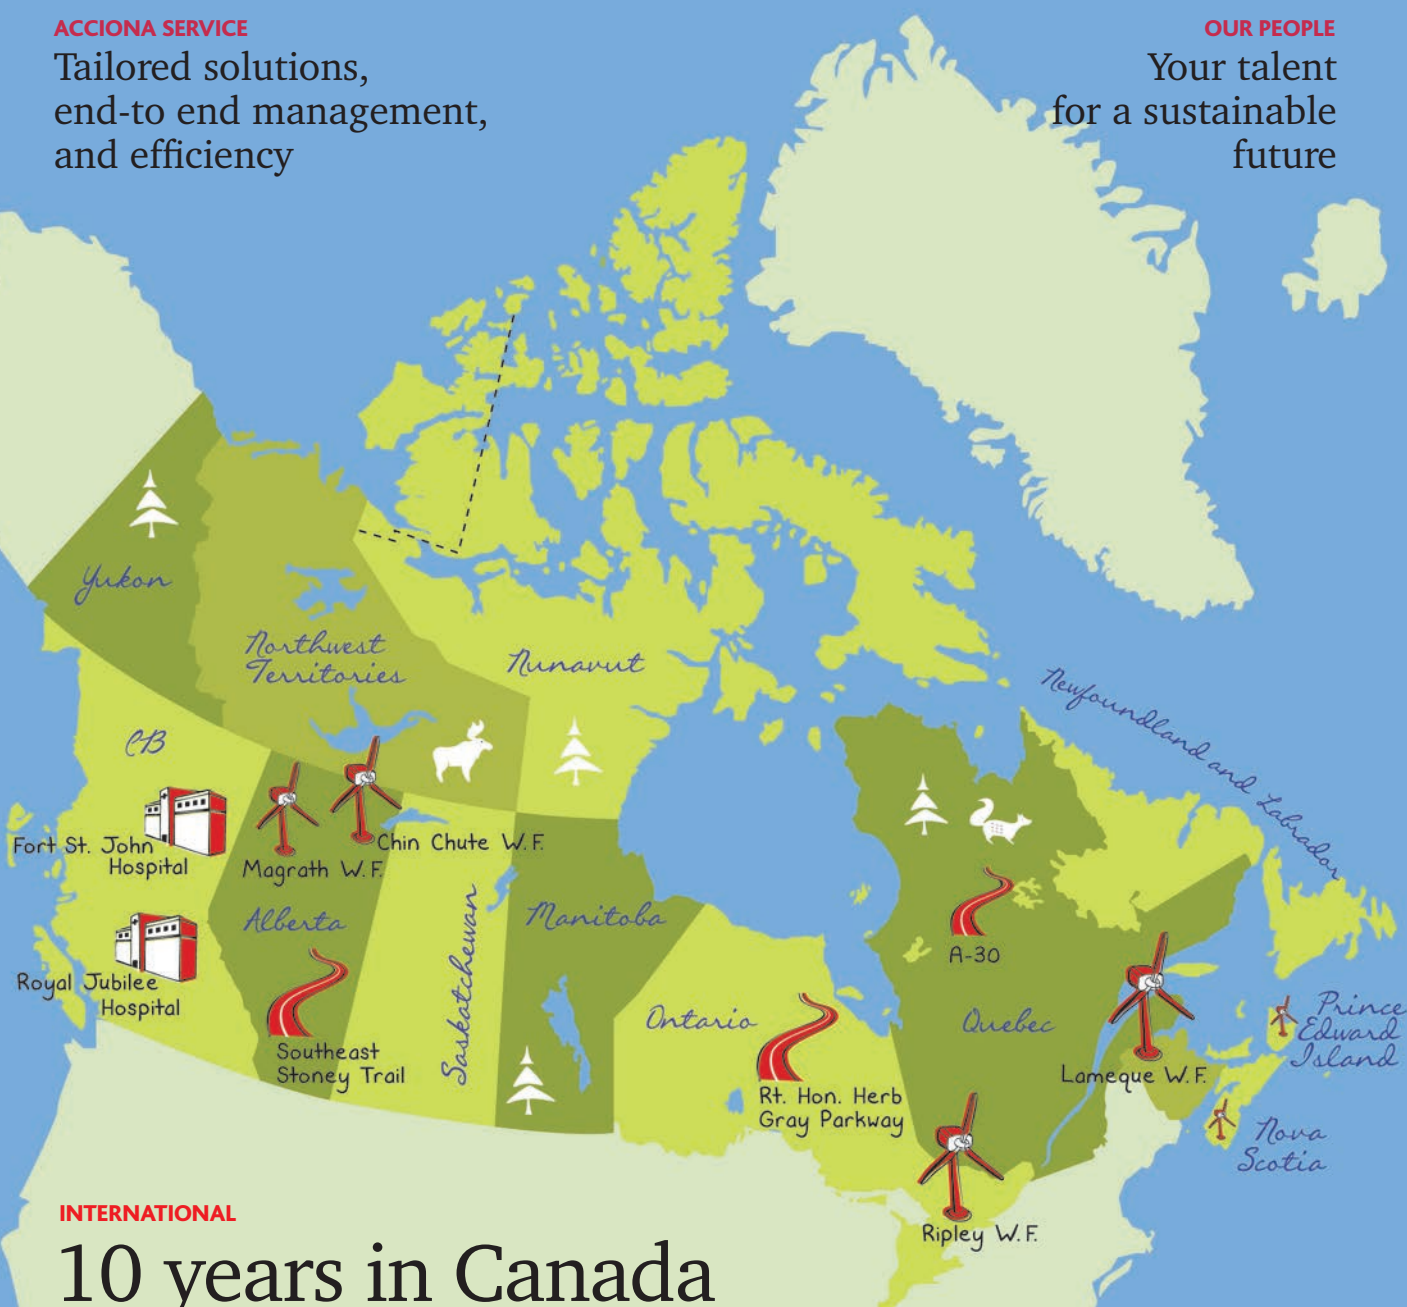 ACCIONA SERVICE
Tailored solutions,
end-to end management,
and efficiency
OUR PEOPLE
Your talent
for a sustainable
future
Yukon
Northwest
Territories
Nunavut
Newfoundland and Labrador
CB
Fort St. John
Hospital
Magrath W.F.
Chin Chute W.F.
Alberta
Saskatchewan
Manitoba
A-30
Royal Jubilee
Hospital
Southeast
Stoney Trail
Ontario
Quebec
Prince
Edward
Island
Rt. Hon. Herb
Gray Parkway
Lameque W.F.
Nova
Scotia
Ripley W.F.
INTERNATIONAL
10 years in Canada